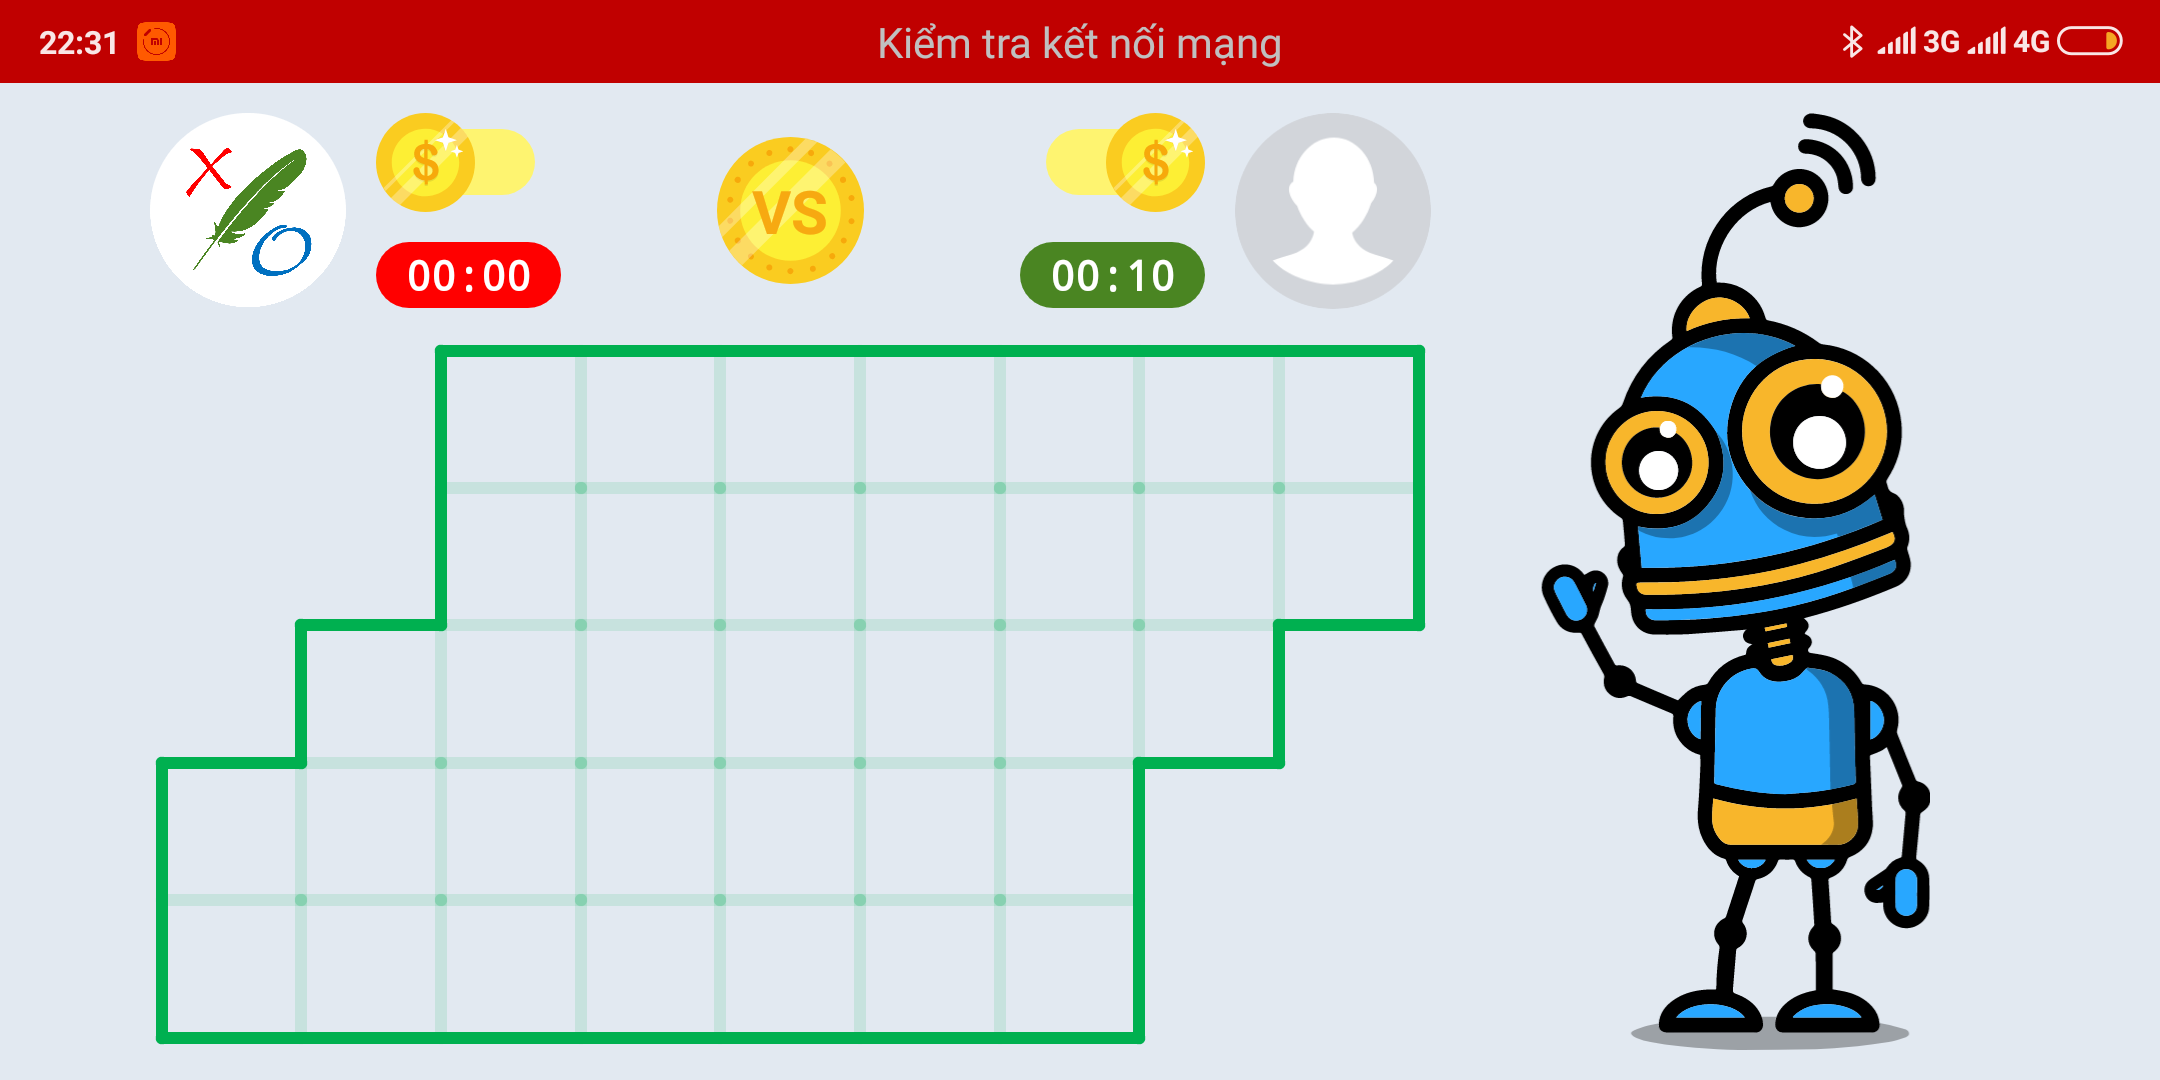 22:31
Kiểm tra kết nối mạng
3G 4G
$ VS $
00:00
00:10